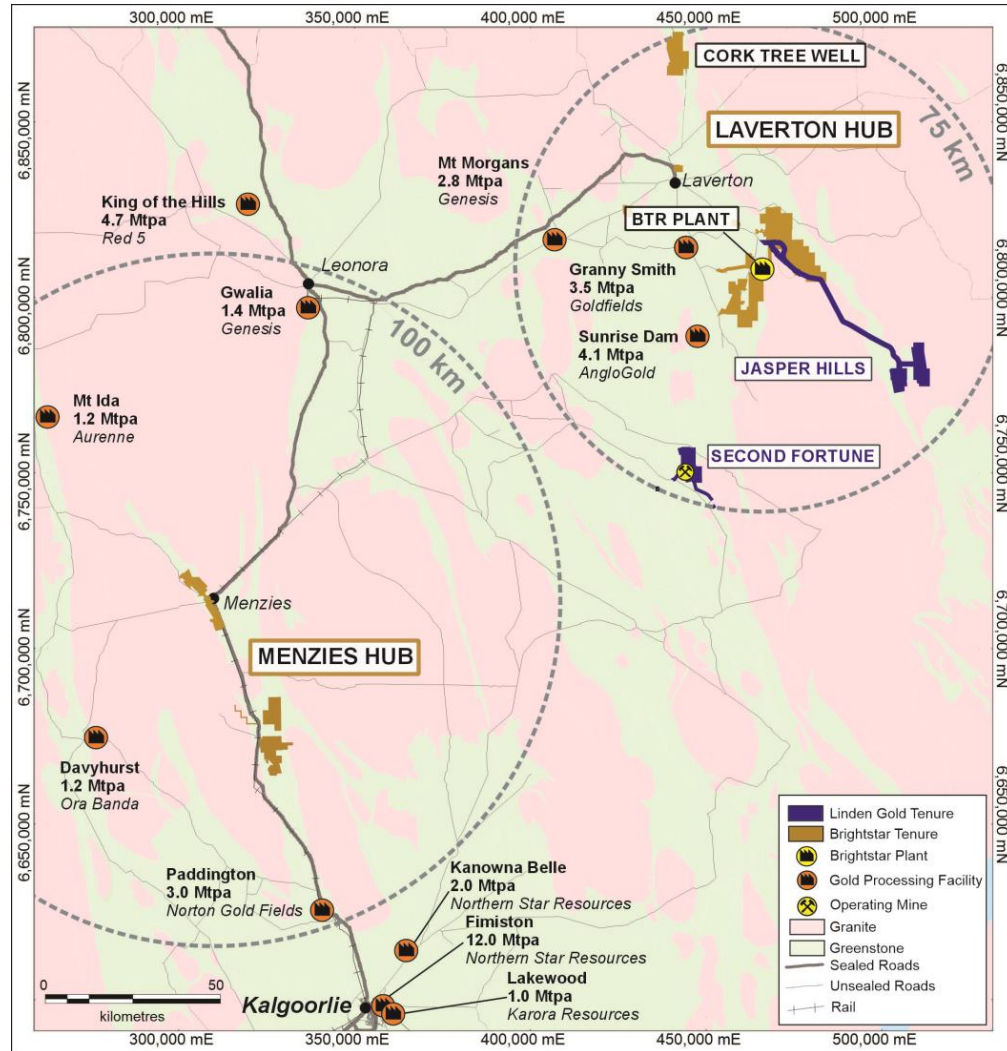 300,000 mE
350,000 mE
400,000 mE
450,000 mE
500,000 mE
CORK TREE WELL
6,850,000 mN
6,850,000 mN
75 km
LAVERTON HUB
Mt Morgans
2.8 Mtpa
Genesis
Laverton
King of the Hills
4.7 Mtpa
Red 5
BTR PLANT
Leonora
Granny Smith
3.5 Mtpa
Goldfields
6,800,000 mN
6,800,000 mN
Gwalia
1.4 Mtpa
Genesis
100 km
Sunrise Dam
4.1 Mtpa
AngloGold
JASPER HILLS
Mt Ida
1.2 Mtpa
Aurenne
SECOND FORTUNE
6,750,000 mN
6,750,000 mN
Menzies
MENZIES HUB
6,700,000 mN
6,700,000 mN
Davyhurst
1.2 Mtpa
Ora Banda
6,650,000 mN
6,650,000 mN
Paddington
3.0 Mtpa
Norton Gold Fields
Kanowna Belle
2.0 Mtpa
Northern Star Resources
Fimiston
12.0 Mtpa
Northern Star Resources
Lakewood
1.0 Mtpa
Karora Resources
Kalgoorlie
0
50
kilometres
Linden Gold Tenure
Brightstar Tenure
Brightstar Plant
Gold Processing Facility
Operating Mine
Granite
Greenstone
Sealed Roads
Unsealed Roads
Rail
300,000 mE
350,000 mE
400,000 mE
450,000 mE
500,000 mE